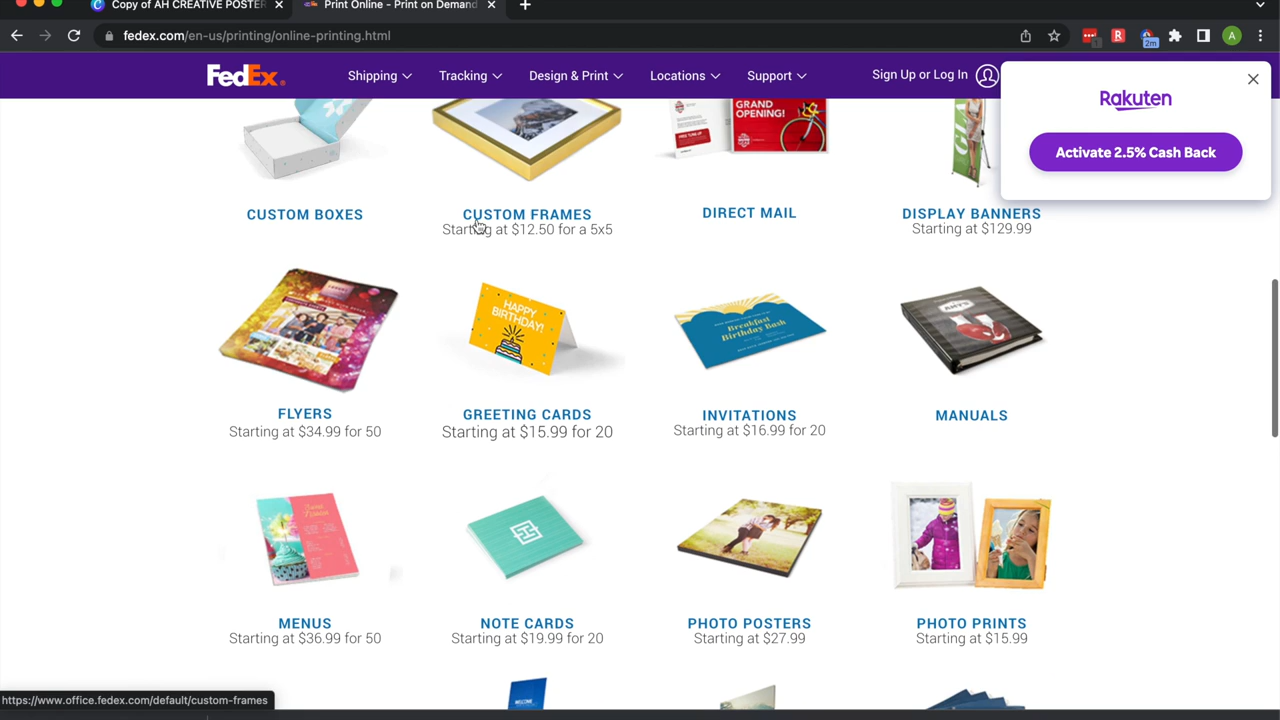 Copy of AH CREATIVE POSTER
Print Online - Print on Demand
fedex.com/en-us/printing/online-printing.html
2m
A
FedEx.
Shipping
Tracking
Design & Print
Locations
Support
Sign Up or Log In
Rakuten
Activate 2.5% Cash Back
GRAND
OPENING!
CUSTOM BOXES
CUSTOM FRAMES
Starting at $12.50 for a 5x5
DIRECT MAIL
DISPLAY BANNERS
Starting at $129.99
HAPPY
BIRTHDAY!
Breakfast
Birthday Bash
FLYERS
Starting at $34.99 for 50
GREETING CARDS
Starting at $15.99 for 20
INVITATIONS
Starting at $16.99 for 20
MANUALS
MENUS
Starting at $36.99 for 50
NOTE CARDS
Starting at $19.99 for 20
PHOTO POSTERS
Starting at $27.99
PHOTO PRINTS
Starting at $15.99
https://www.office.fedex.com/default/custom-frames